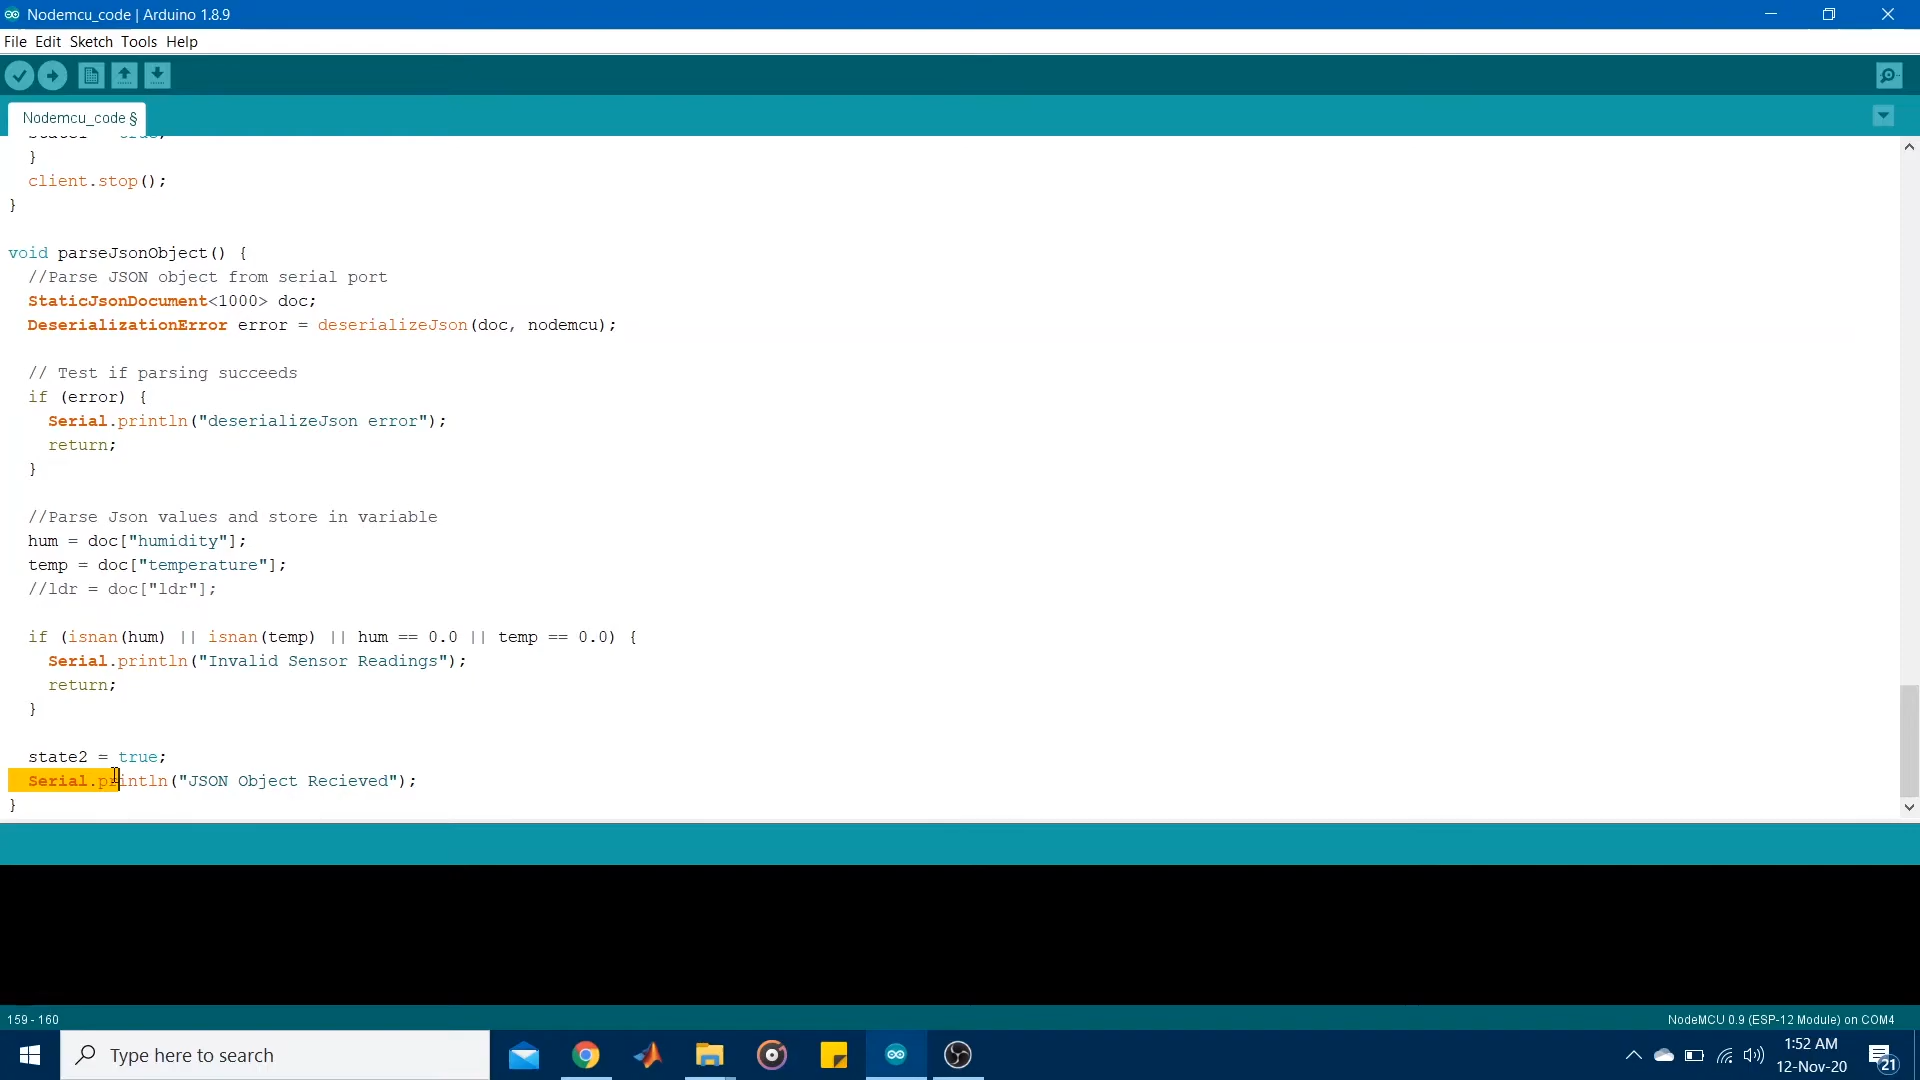 Nodemcu_code | Arduino 1.8.9
File Edit Sketch Tools Help
Nodemcu_code §
}
client.stop();
}
void parseJsonObject() {
//Parse JSON object from serial port
StaticJsonDocument<1000> doc;
DeserializationError error = deserializeJson(doc, nodemcu);
// Test if parsing succeeds
if (error) {
Serial.println("deserializeJson error");
return;
}
//Parse Json values and store in variable
hum = doc["humidity"];
temp = doc["temperature"];
//ldr = doc["ldr"];
if (isnan(hum) || isnan(temp) || hum == 0.0 || temp == 0.0) {
Serial.println("Invalid Sensor Readings");
return;
}
state2 = true;
Serial.println("JSON Object Recieved");
}
159 - 160
NodeMCU 0.9 (ESP-12 Module) on COM4
Type here to search
1:52 AM
12-Nov-20
21